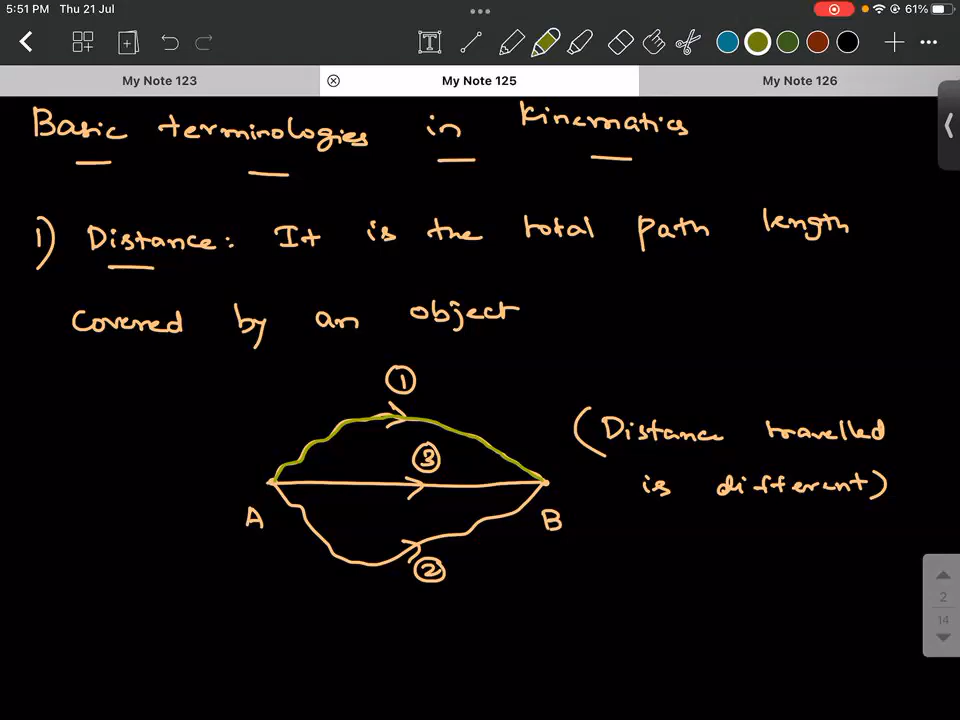 5:51 PM Thu 21 Jul
61%
My Note 123
My Note 125
My Note 126
Basic terminologies in kinematics
1) Distance: It is the total path length
covered by an object
①
③
A
B
②
(Distance travelled
is different)
2
14